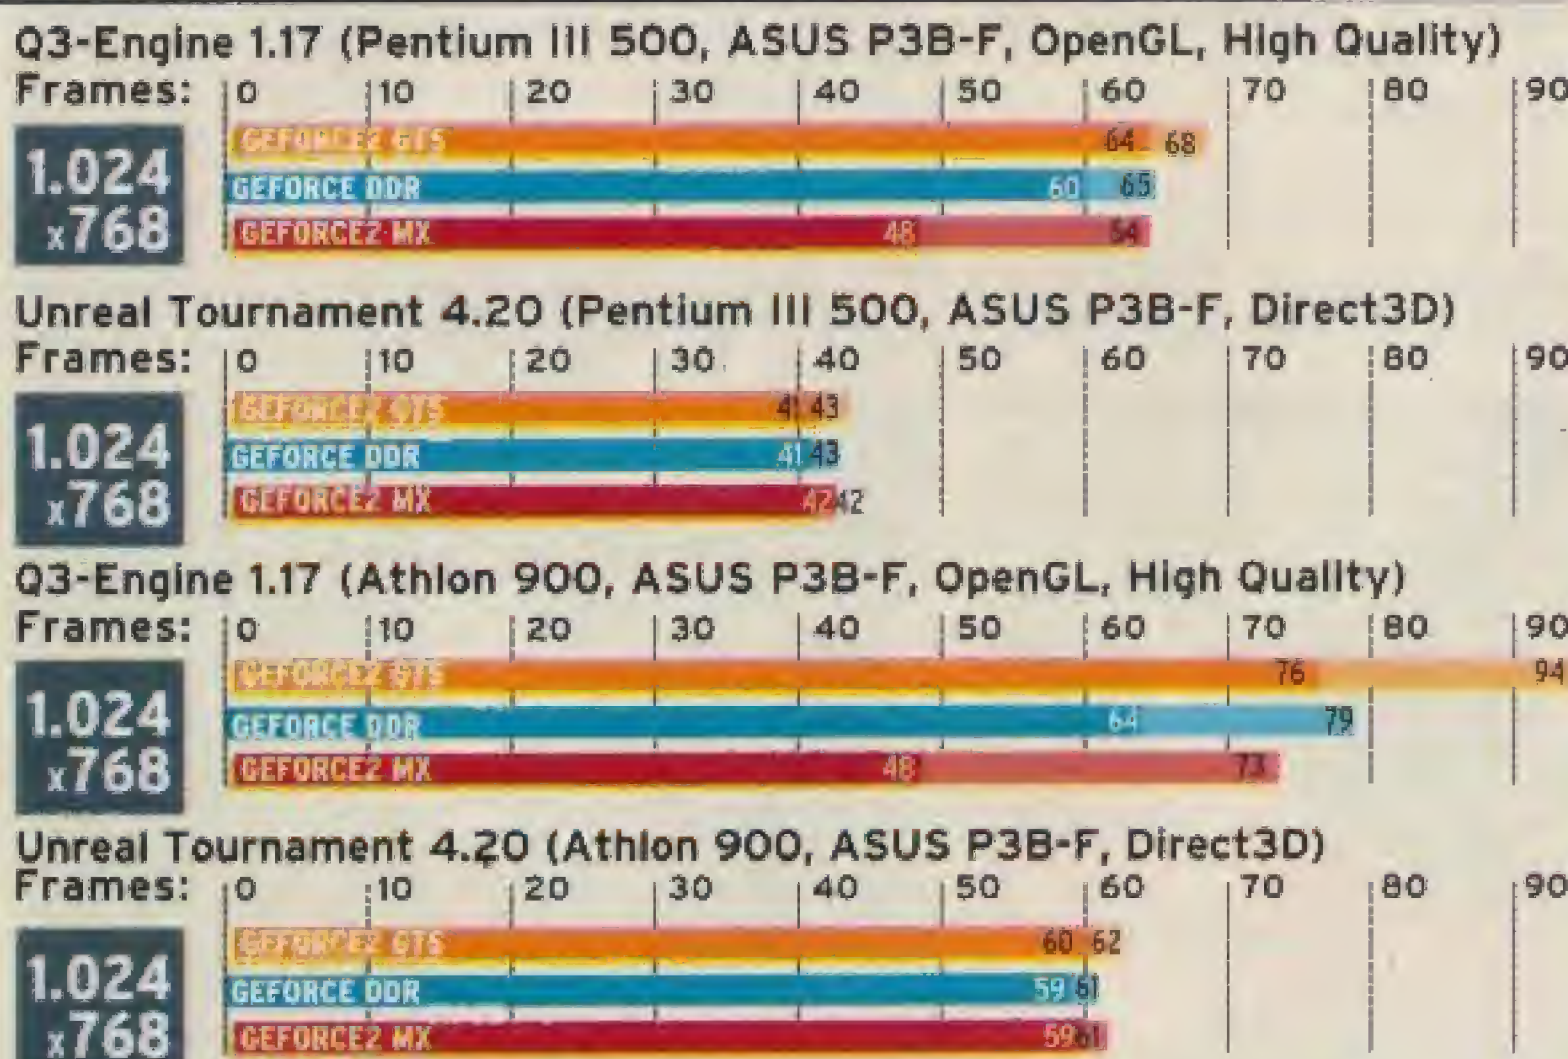 Q3-Engine 1.17 (Pentium III 500, ASUS P3B-F, OpenGL, High Quality)
Frames: 0 10 20 30 40 50 60 70 80 90
1.024
x768
GEFORCE2 GTS 64 68
GEFORCE DDR 60 65
GEFORCE2 MX 48 64
Unreal Tournament 4.20 (Pentium III 500, ASUS P3B-F, Direct3D)
Frames: 0 10 20 30 40 50 60 70 80 90
1.024
x768
GEFORCE2 GTS 41 43
GEFORCE DDR 41 43
GEFORCE2 MX 42 42
Q3-Engine 1.17 (Athlon 900, ASUS P3B-F, OpenGL, High Quality)
Frames: 0 10 20 30 40 50 60 70 80 90
1.024
x768
GEFORCE2 GTS 76 94
GEFORCE DDR 64 79
GEFORCE2 MX 48 73
Unreal Tournament 4.20 (Athlon 900, ASUS P3B-F, Direct3D)
Frames: 0 10 20 30 40 50 60 70 80 90
1.024
x768
GEFORCE2 GTS 60 62
GEFORCE DDR 59 61
GEFORCE2 MX 59 61